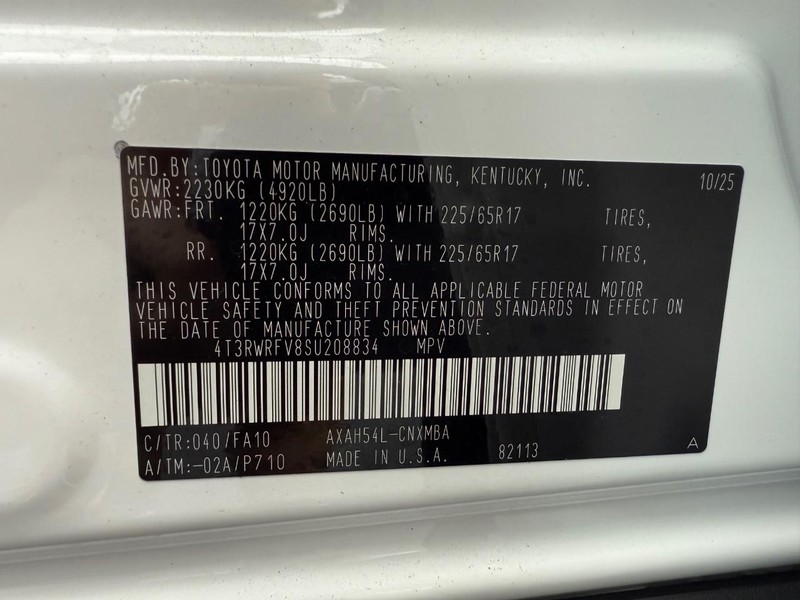 MFD.BY:TOYOTA MOTOR MANUFACTURING, KENTUCKY, INC. 10/25
GVWR:2230KG (4920LB)
GAWR:FRT. 1220KG (2690LB) WITH 225/65R17 TIRES,
17X7.0J RIMS.
RR. 1220KG (2690LB) WITH 225/65R17 TIRES,
17X7.0J RIMS.
THIS VEHICLE CONFORMS TO ALL APPLICABLE FEDERAL MOTOR
VEHICLE SAFETY AND THEFT PREVENTION STANDARDS IN EFFECT ON
THE DATE OF MANUFACTURE SHOWN ABOVE.
4T3RWRFV8SU208834 MPV
C/TR:040/FA10 AXAH54L-CNXMBA
A/TM:-02A/P710 MADE IN U.S.A. 82113 A